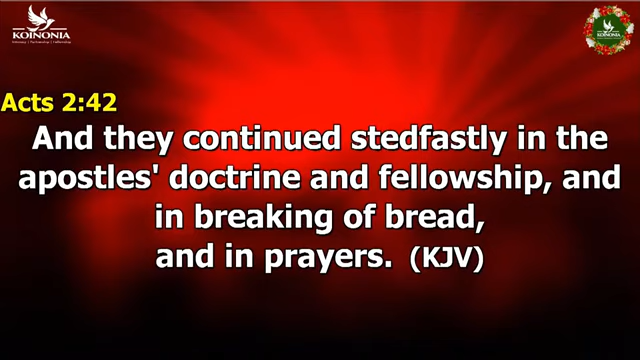 KOINONIA
Acts 2:42
And they continued stedfastly in the
apostles' doctrine and fellowship, and
in breaking of bread,
and in prayers. (KJV)
KOINONIA